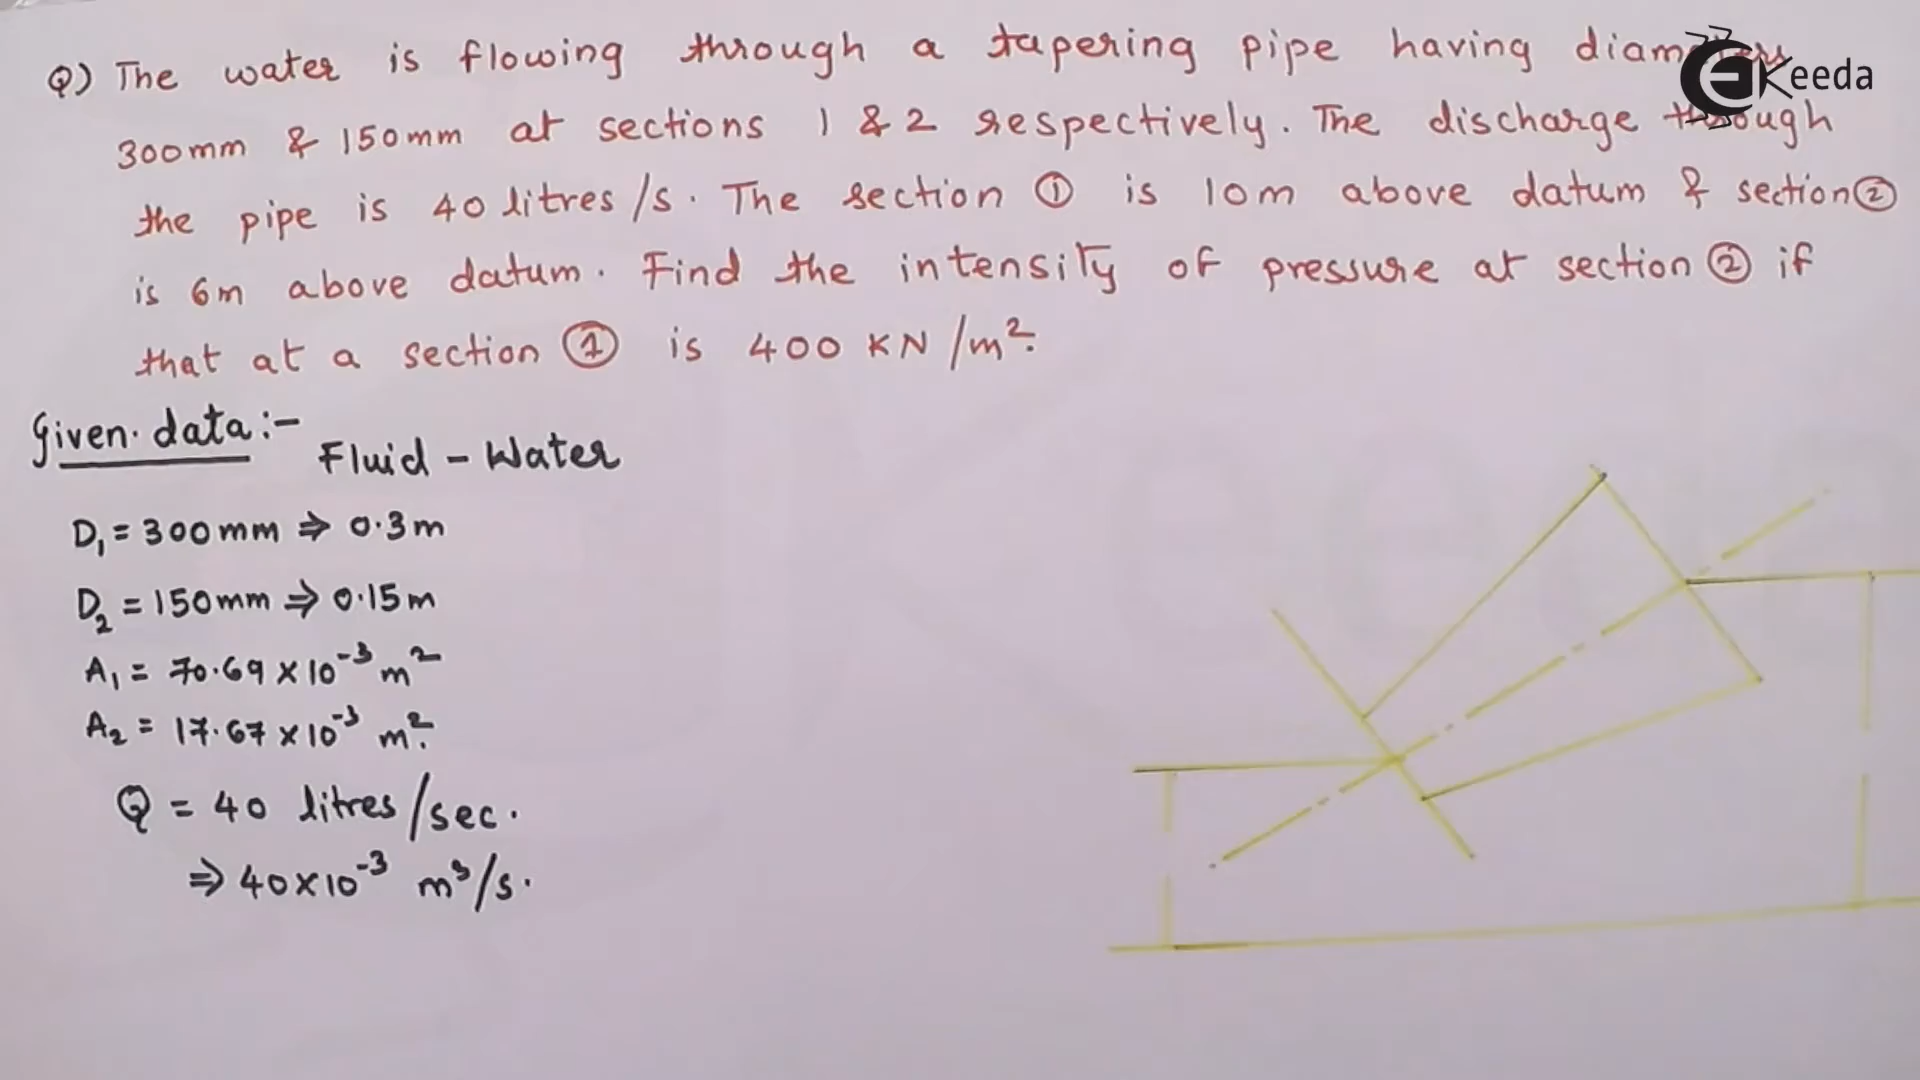 Q) The water is flowing through a tapering pipe having
Keeda
300mm & 150mm at sections 1 & 2 respectively. The discharge through
the pipe is 40 litres/s. The section ① is 10m above datum & section ②
is 6m above datum. Find the intensity of pressure at section ② if
that at a section ① is 400 KN/m².
Given data:-
Fluid - Water
D₁ = 300mm ⇒ 0.3m
D₂ = 150mm ⇒ 0.15m
A₁ = 70.69 × 10⁻³ m²
A₂ = 17.67 × 10⁻³ m².
Q = 40 litres/sec.
⇒ 40×10⁻³ m³/s.